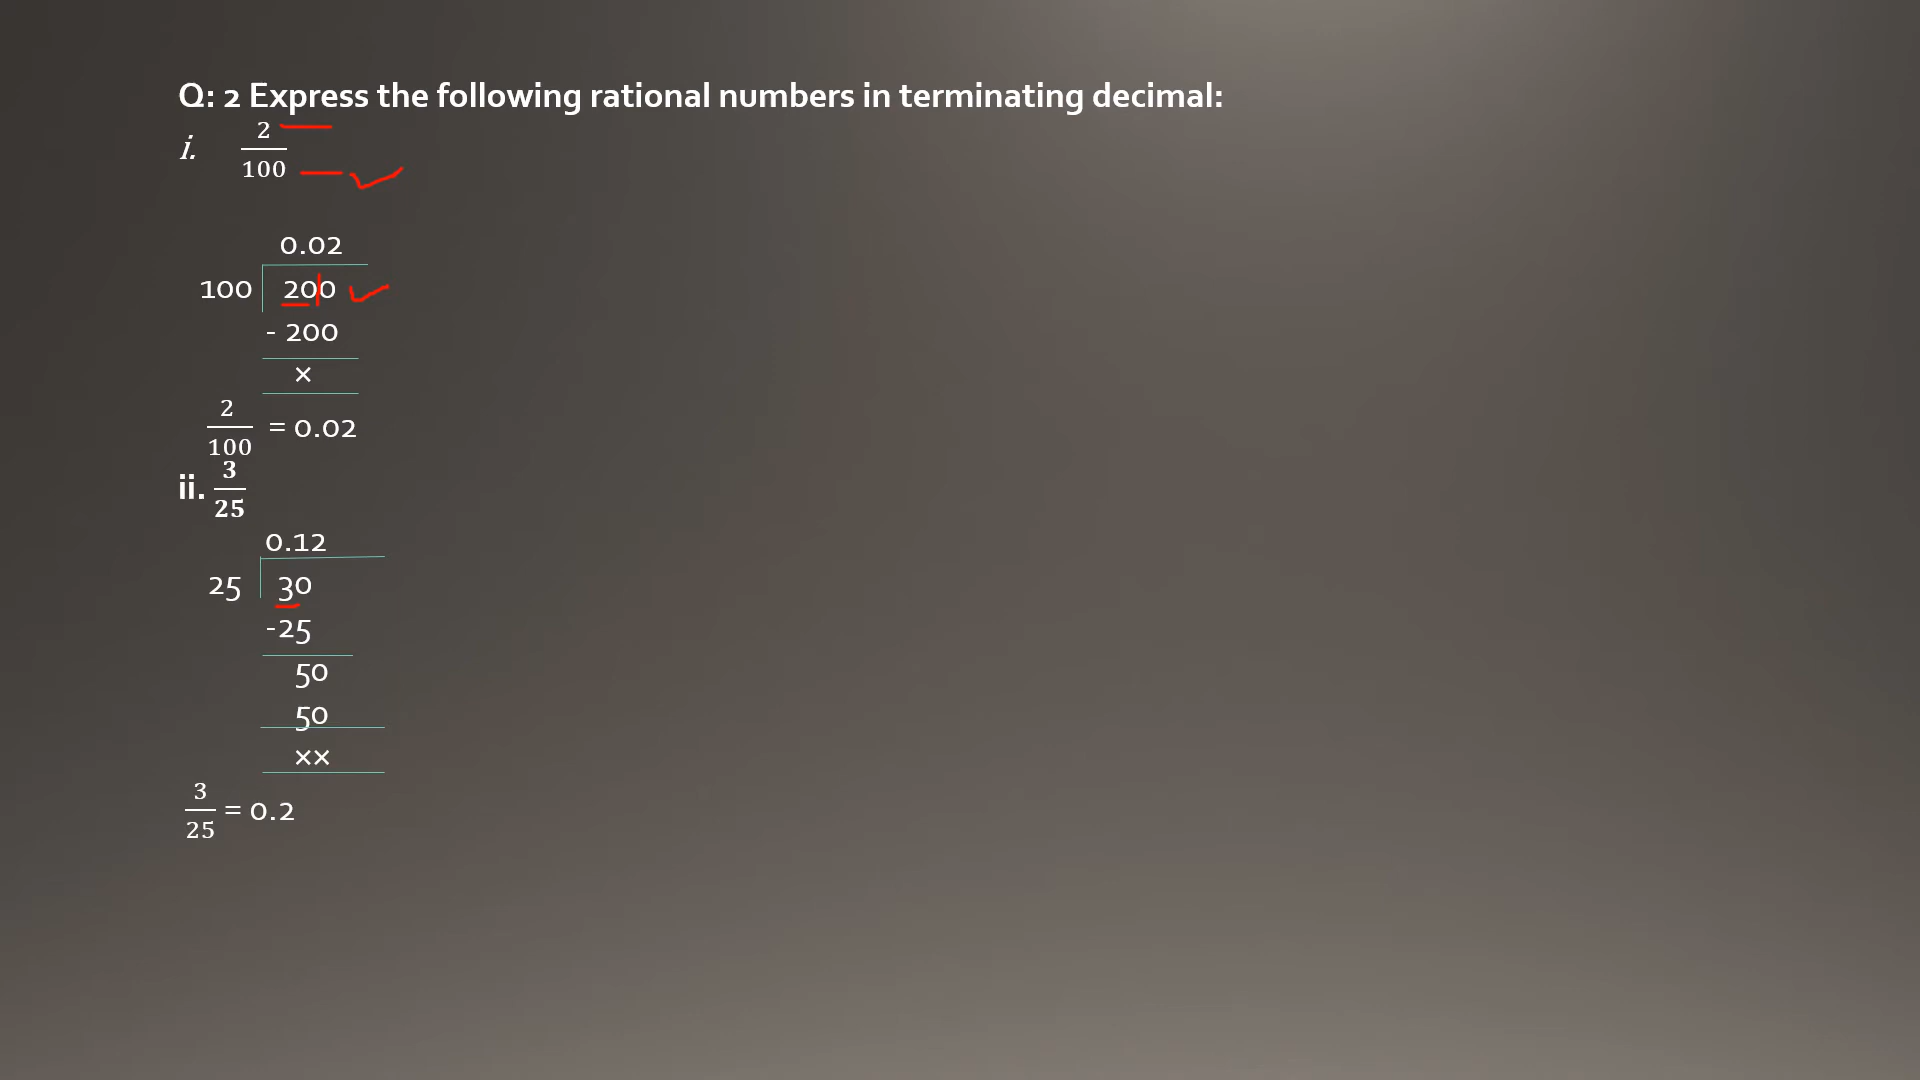 Q: 2 Express the following rational numbers in terminating decimal:
i. 2/100
0.02
100 200
- 200
×
2/100 = 0.02
ii. 3/25
0.12
25 30
-25
50
50
××
3/25 = 0.2